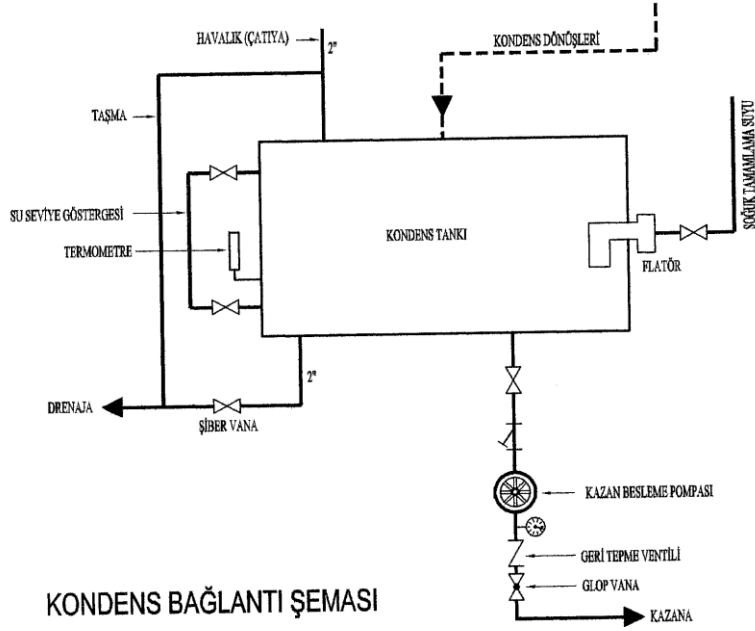 HAVALIK (ÇATIYA)
2"
KONDENS DÖNÜŞLERİ
TAŞMA
SOĞUK TAMAMLAMA SUYU
SU SEVİYE GÖSTERGESİ
TERMOMETRE
KONDENS TANKI
FLATÖR
2"
DRENAJA
ŞİBER VANA
KAZAN BESLEME POMPASI
GERİ TEPME VENTİLİ
GLOP VANA
KAZANA
KONDENS BAĞLANTI ŞEMASI